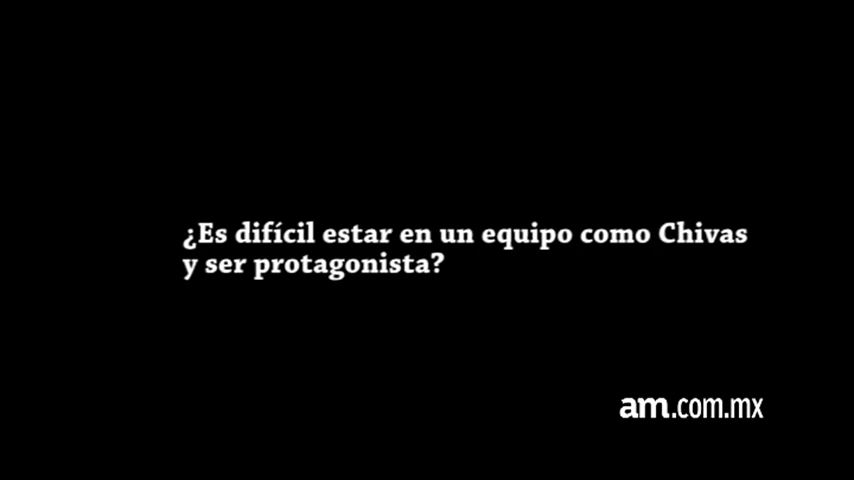 ¿Es difícil estar en un equipo como Chivas
y ser protagonista?
am.com.mx